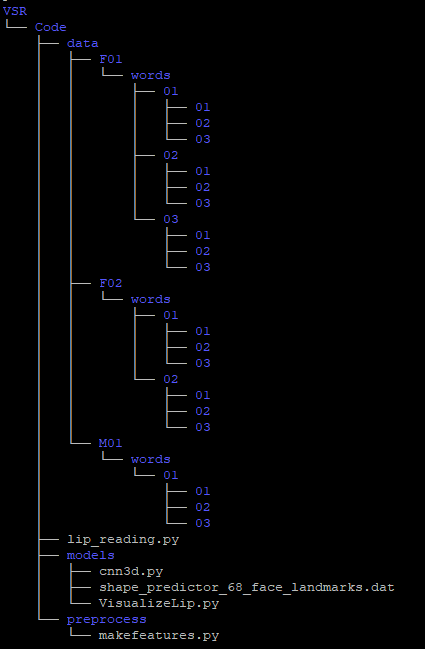 VSR
└── Code
    ├── data
    │   ├── F01
    │   │   └── words
    │   │       ├── 01
    │   │       │   ├── 01
    │   │       │   ├── 02
    │   │       │   └── 03
    │   │       ├── 02
    │   │       │   ├── 01
    │   │       │   ├── 02
    │   │       │   └── 03
    │   │       └── 03
    │   │           ├── 01
    │   │           ├── 02
    │   │           └── 03
    │   ├── F02
    │   │   └── words
    │   │       ├── 01
    │   │       │   ├── 01
    │   │       │   ├── 02
    │   │       │   └── 03
    │   │       └── 02
    │   │           ├── 01
    │   │           ├── 02
    │   │           └── 03
    │   └── M01
    │       └── words
    │           └── 01
    │               ├── 01
    │               ├── 02
    │               └── 03
    ├── lip_reading.py
    ├── models
    │   ├── cnn3d.py
    │   ├── shape_predictor_68_face_landmarks.dat
    │   └── VisualizeLip.py
    └── preprocess
        └── makefeatures.py